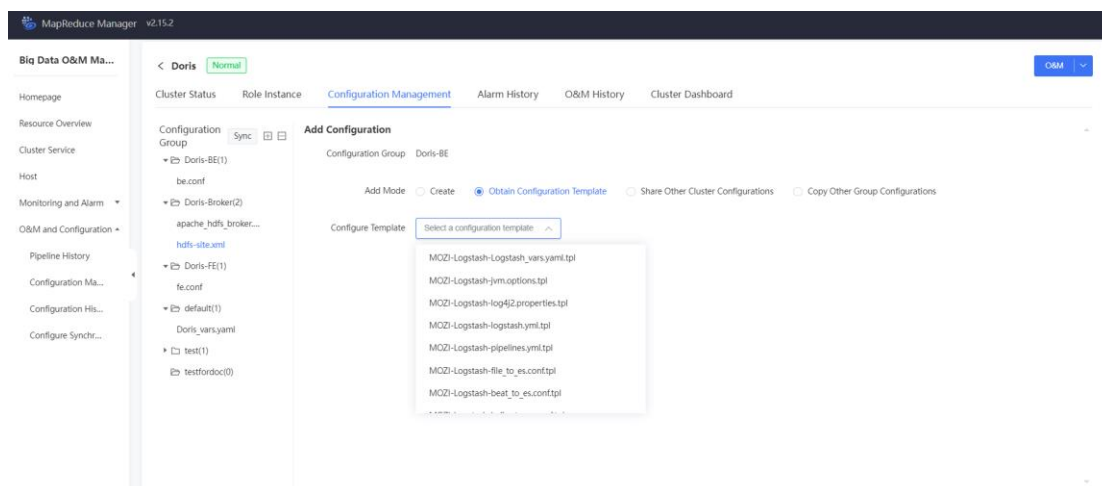 MapReduce Manager v2.15.2
Big Data O&M Ma...
Homepage
Resource Overview
Cluster Service
Host
Monitoring and Alarm
O&M and Configuration
Pipeline History
Configuration Ma...
Configuration His...
Configure Synchr...
Doris Normal
O&M
Cluster Status Role Instance Configuration Management Alarm History O&M History Cluster Dashboard
Configuration Group Sync
Doris-BE(1)
be.conf
Doris-Broker(2)
apache_hdfs_broker....
hdfs-site.xml
Doris-FE(1)
fe.conf
default(1)
Doris_vars.yaml
test(1)
testfordoc(0)
Add Configuration
Configuration Group Doris-BE
Add Mode Create Obtain Configuration Template Share Other Cluster Configurations Copy Other Group Configurations
Configure Template Select a configuration template
MOZI-Logstash-Logstash_vars.yaml.tpl
MOZI-Logstash-jvm.options.tpl
MOZI-Logstash-log4j2.properties.tpl
MOZI-Logstash-logstash.yml.tpl
MOZI-Logstash-pipelines.yml.tpl
MOZI-Logstash-file_to_es.conf.tpl
MOZI-Logstash-beat_to_es.conf.tpl